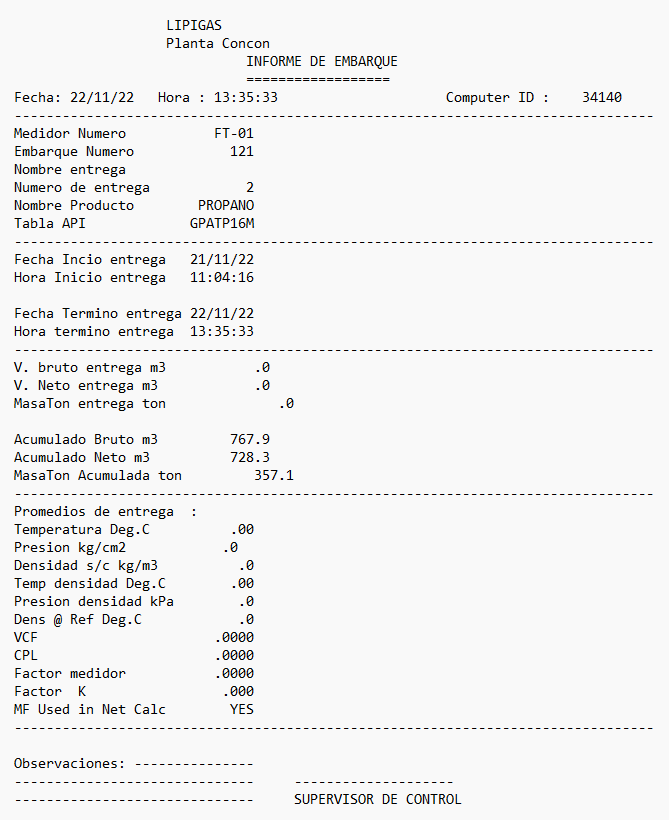 LIPIGAS
Planta Concon
INFORME DE EMBARQUE
==================
Fecha: 22/11/22   Hora : 13:35:33                     Computer ID :    34140
--------------------------------------------------------------------------------
Medidor Numero           FT-01
Embarque Numero            121
Nombre entrega
Numero de entrega            2
Nombre Producto        PROPANO
Tabla API             GPATP16M
--------------------------------------------------------------------------------
Fecha Incio entrega   21/11/22
Hora Inicio entrega   11:04:16

Fecha Termino entrega 22/11/22
Hora termino entrega  13:35:33
--------------------------------------------------------------------------------
V. bruto entrega m3           .0
V. Neto entrega m3            .0
MasaTon entrega ton              .0

Acumulado Bruto m3         767.9
Acumulado Neto m3          728.3
MasaTon Acumulada ton         357.1
--------------------------------------------------------------------------------
Promedios de entrega  :
Temperatura Deg.C          .00
Presion kg/cm2            .0
Densidad s/c kg/m3          .0
Temp densidad Deg.C        .00
Presion densidad kPa        .0
Dens @ Ref Deg.C            .0
VCF                      .0000
CPL                      .0000
Factor medidor           .0000
Factor  K                 .000
MF Used in Net Calc        YES
--------------------------------------------------------------------------------

Observaciones: ---------------
------------------------------     --------------------
------------------------------     SUPERVISOR DE CONTROL